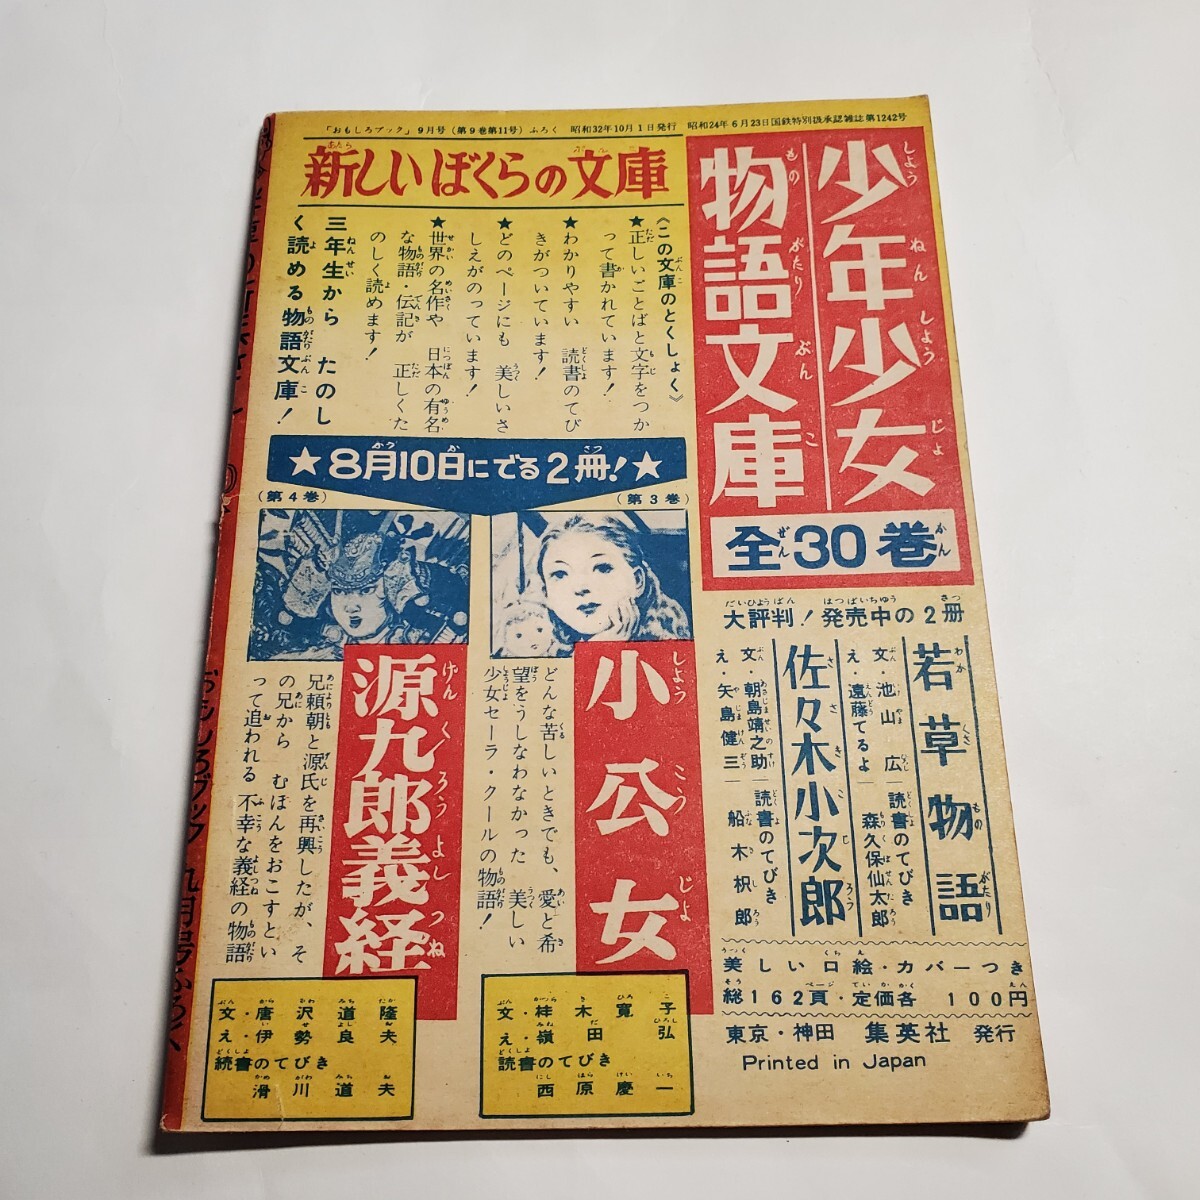 「おもしろブック」9月号（第9巻第11号）ふろく　昭和32年10月1日発行　昭和24年6月23日国鉄特別扱承認雑誌第1242号
少年少女
物語文庫
全30巻
新しいぼくらの文庫
《この文庫のとくしょく》
★正しいことばと文字をつか
って書かれています！
★わかりやすい　読書のてび
きがついています！
★どのページにも　美しいさ
しえがのっています！
★世界の名作や　日本の有名
な物語・伝記が　正しくた
のしく読めます！
三年生から　たのし
く読める物語文庫！
★8月10日にでる2冊！★
（第3巻）
小公女
どんな苦しいときでも、愛と希
望をうしなわなかった　美しい
少女セーラ・クールの物語！
文・桂木寛子
え・嶺田弘
読書のてびき
西原慶一
（第4巻）
源九郎義経
兄頼朝と源氏を再興したが、そ
の兄から　むほんをおこすとい
って追われる　不幸な義経の物語
文・唐沢道隆
え・伊勢良夫
読書のてびき
滑川道夫
大評判！発売中の2冊
若草物語
文・池山広
え・遠藤てるよ
読書のてびき
森久保仙太郎
佐々木小次郎
文・朝島靖之助
え・矢島健三
読書のてびき
船木枳郎
美しい口絵・カバーつき
総162頁・定価各　100円
東京・神田　集英社　発行
Printed in Japan
おもしろブック　九月号ふろく